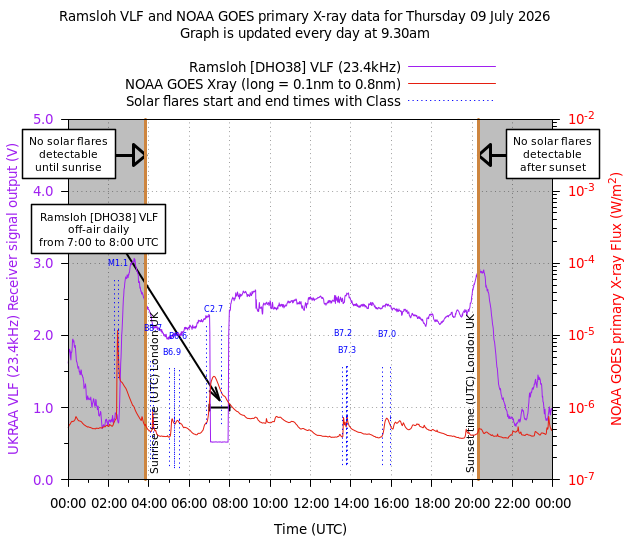 Ramsloh VLF and NOAA GOES primary X-ray data for Thursday 09 July 2026
Graph is updated every day at 9.30am
Ramsloh [DHO38] VLF (23.4kHz)
NOAA GOES Xray (long = 0.1nm to 0.8nm)
Solar flares start and end times with Class
5.0
4.0
3.0
2.0
1.0
0.0
UKRAA VLF (23.4kHz) Receiver signal output (V)
10^-2
10^-3
10^-4
10^-5
10^-6
10^-7
NOAA GOES primary X-ray Flux (W/m²)
No solar flares
detectable
until sunrise
No solar flares
detectable
after sunset
Ramsloh [DHO38] VLF
off-air daily
from 7:00 to 8:00 UTC
M1.1
B6.9
C2.7
B7.2
B7.3
B7.0
Sunrise time (UTC) London UK
Sunset time (UTC) London UK
00:00 02:00 04:00 06:00 08:00 10:00 12:00 14:00 16:00 18:00 20:00 22:00 00:00
Time (UTC)